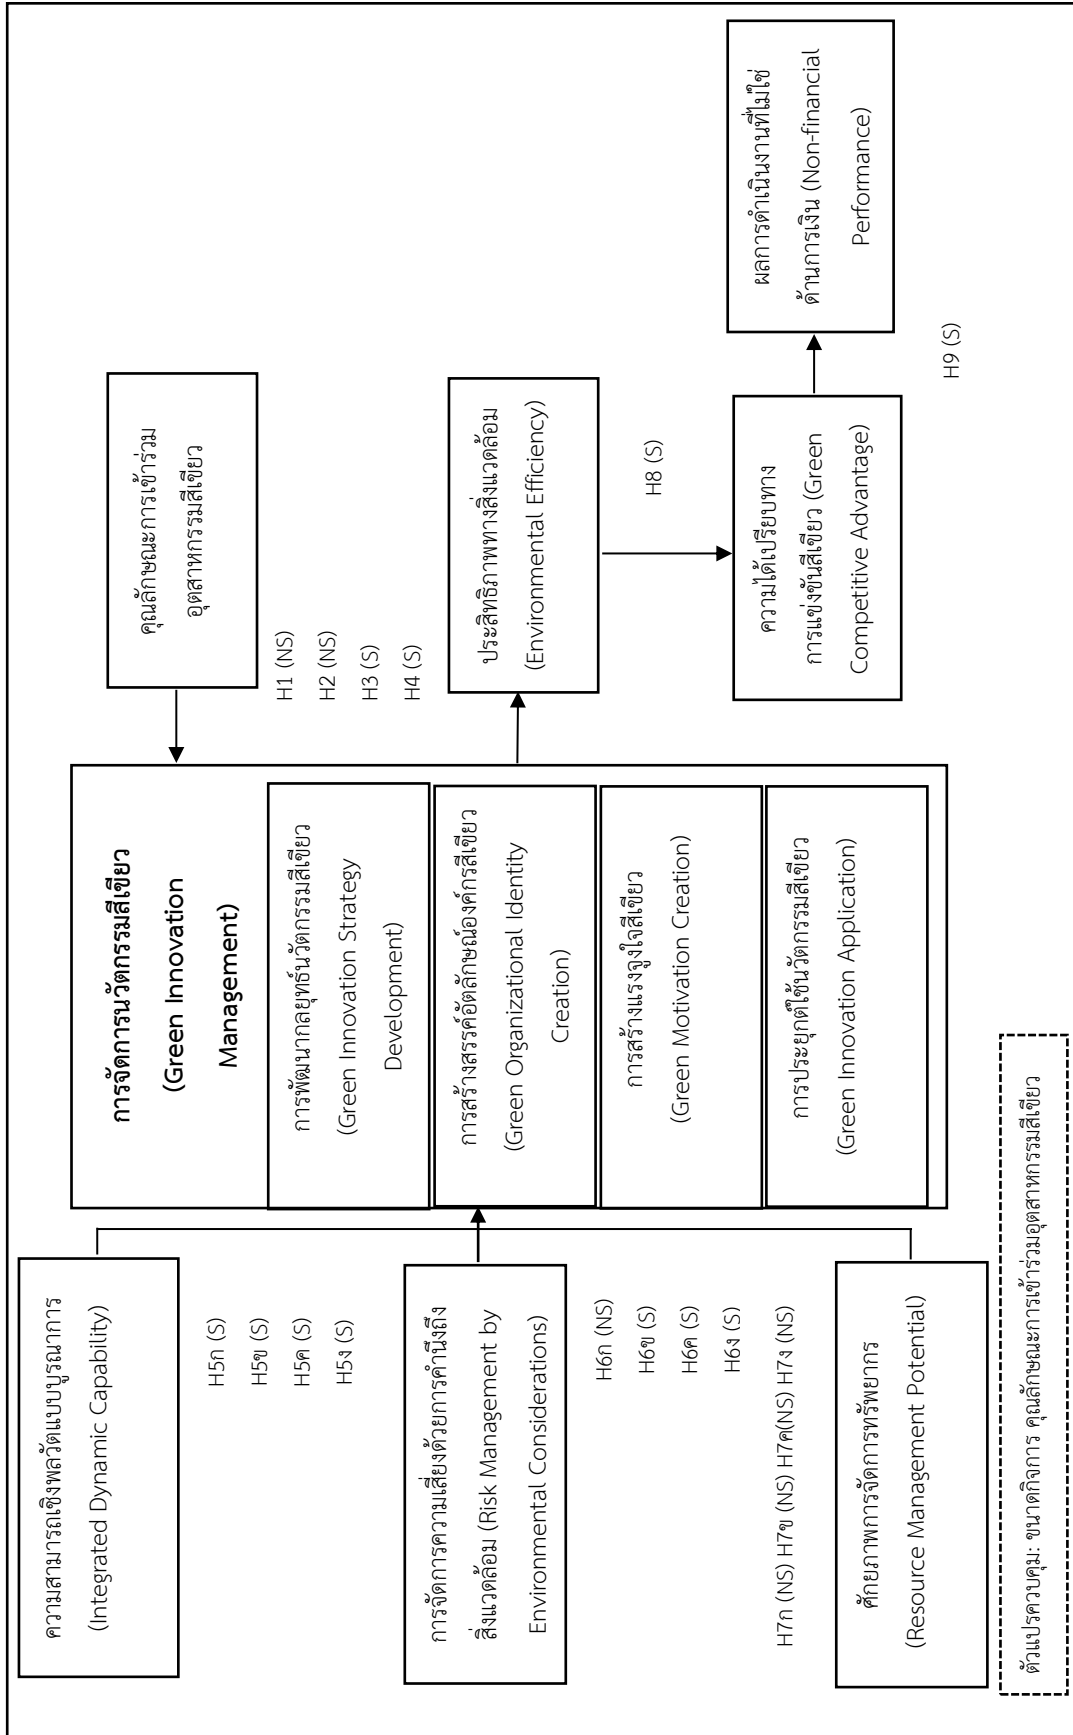 ความสามารถเชิงพลวัตแบบบูรณาการ
(Integrated Dynamic Capability)
H5ก (S)
H5ข (S)
H5ค (S)
H5ง (S)
การจัดการความเสี่ยงด้วยการคำนึงถึง
สิ่งแวดล้อม (Risk Management by
Environmental Considerations)
H6ก (NS)
H6ข (S)
H6ค (S)
H6ง (S)
H7ก (NS) H7ข (NS) H7ค(NS) H7ง (NS)
ศักยภาพการจัดการทรัพยากร
(Resource Management Potential)
การจัดการนวัตกรรมสีเขียว
(Green Innovation
Management)
การพัฒนากลยุทธ์นวัตกรรมสีเขียว
(Green Innovation Strategy
Development)
การสร้างสรรค์อัตลักษณ์องค์กรสีเขียว
(Green Organizational Identity
Creation)
การสร้างแรงจูงใจสีเขียว
(Green Motivation Creation)
การประยุกต์ใช้นวัตกรรมสีเขียว
(Green Innovation Application)
คุณลักษณะการเข้าร่วม
อุตสาหกรรมสีเขียว
H1 (NS)
H2 (NS)
H3 (S)
H4 (S)
ประสิทธิภาพทางสิ่งแวดล้อม
(Environmental Efficiency)
H8 (S)
ความได้เปรียบทาง
การแข่งขันสีเขียว (Green
Competitive Advantage)
ผลการดำเนินงานที่ไม่ใช่
ด้านการเงิน (Non-financial
Performance)
H9 (S)
ตัวแปรควบคุม: ขนาดกิจการ คุณลักษณะการเข้าร่วมอุตสาหกรรมสีเขียว